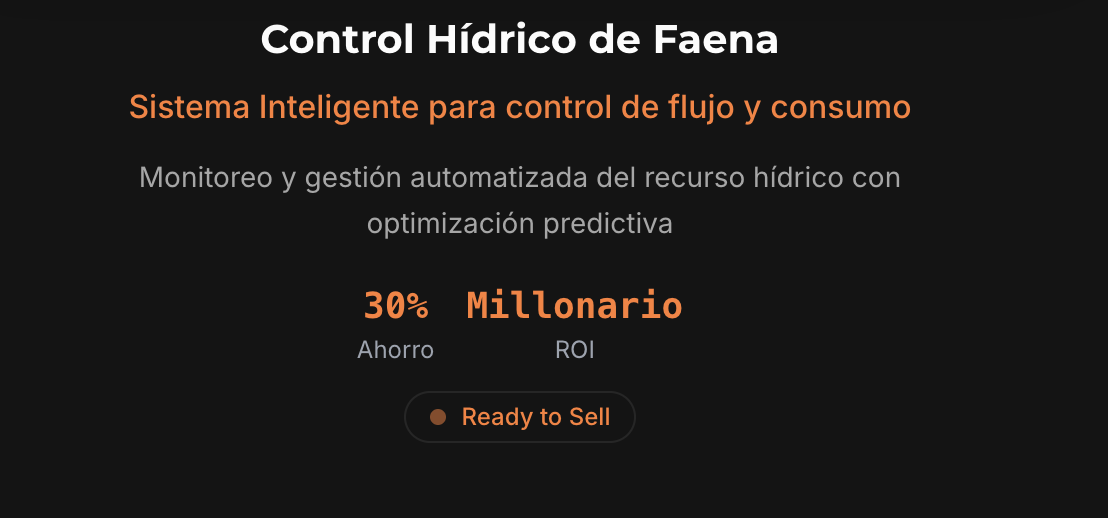 Control Hídrico de Faena
Sistema Inteligente para control de flujo y consumo
Monitoreo y gestión automatizada del recurso hídrico con
optimización predictiva
30% Millonario
Ahorro ROI
Ready to Sell